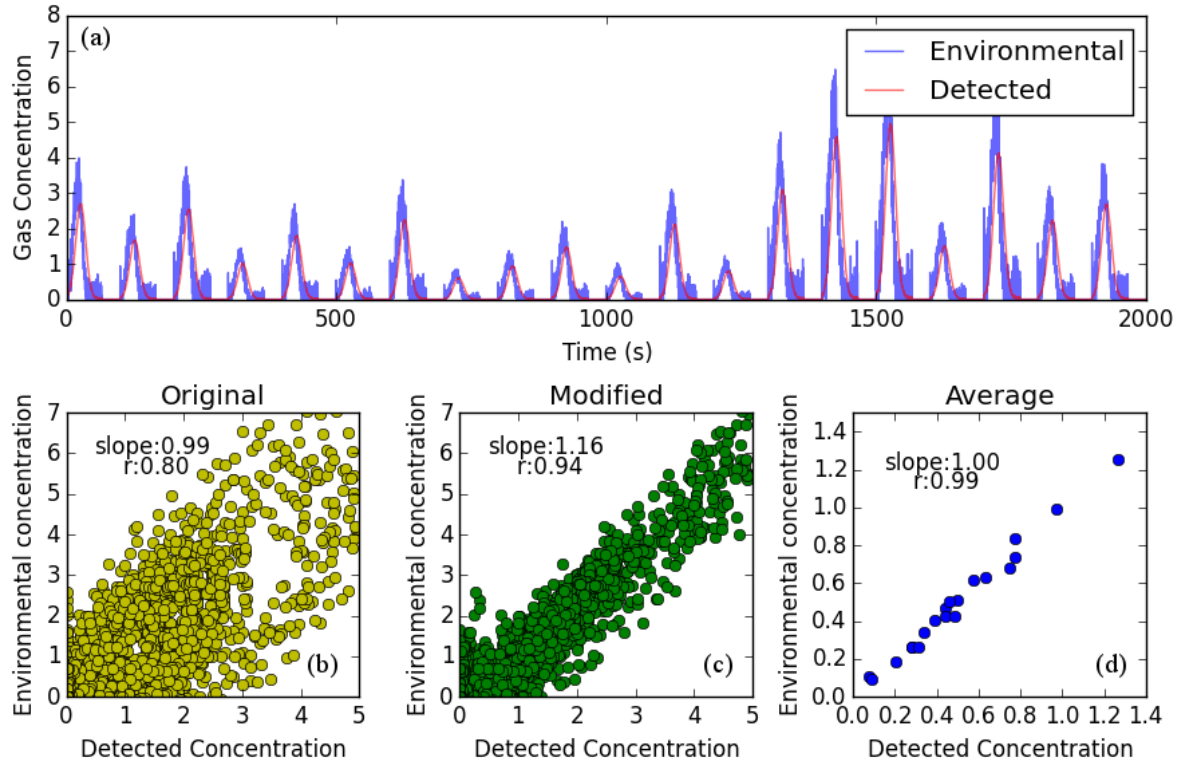 (a)
Environmental
Detected
Gas Concentration
8
7
6
5
4
3
2
1
0
0 500 1000 1500 2000
Time (s)
Original
slope:0.99
r:0.80
(b)
Environmental concentration
7
6
5
4
3
2
1
0
0 1 2 3 4 5
Detected Concentration
Modified
slope:1.16
r:0.94
(c)
Environmental concentration
7
6
5
4
3
2
1
0
0 1 2 3 4 5
Detected Concentration
Average
slope:1.00
r:0.99
(d)
Environmental concentration
1.4
1.2
1.0
0.8
0.6
0.4
0.2
0.0
0.0 0.2 0.4 0.6 0.8 1.0 1.2 1.4
Detected Concentration